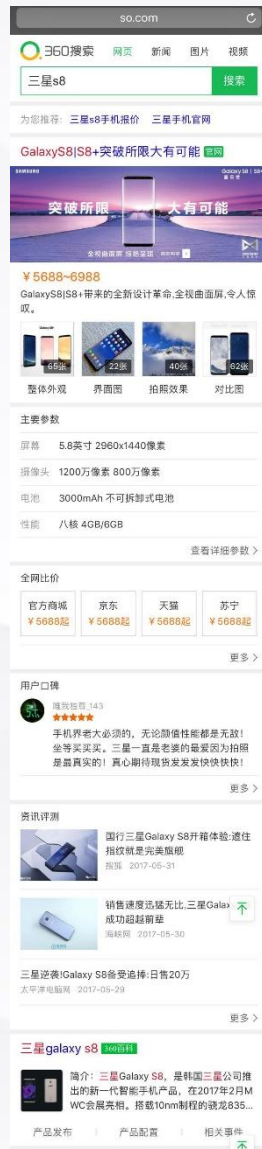 so.com
360搜索 网页 新闻 图片 视频
三星s8 搜索
为您推荐: 三星s8手机报价 三星手机官网
GalaxyS8|S8+突破所限大有可能 官网
SAMSUNG Galaxy S8 | S8+
突破所限 大有可能
¥5688~6988
GalaxyS8|S8+带来的全新设计革命,全视曲面屏,令人惊
叹。
65张 22张 40张 62张
整体外观 界面图 拍照效果 对比图
主要参数
屏幕 5.8英寸 2960x1440像素
摄像头 1200万像素 800万像素
电池 3000mAh 不可拆卸式电池
性能 八核 4GB/6GB
查看详细参数 >
全网比价
官方商城 京东 天猫 苏宁
¥5688起 ¥5688起 ¥5688起 ¥5688起
更多 >
用户口碑
唯我独尊_143
手机界老大必须的，无论颜值性能都是无敌!
坐等买买买。三星一直是老婆的最爱因为拍照
是最真实的！真心期待现货发发发快快快快！
更多 >
资讯评测
国行三星Galaxy S8开箱体验:遮住
指纹就是完美旗舰
搜狐 2017-05-31
销售速度迅猛无比,三星Galax
成功超越前辈
海峡网 2017-05-30
三星逆袭!Galaxy S8备受追捧:日售20万
太平洋电脑网 2017-05-29
更多 >
三星galaxy s8 360百科
简介：三星Galaxy S8，是韩国三星公司推
出的新一代智能手机产品，在2017年2月M
WC会展亮相。搭载10nm制程的骁龙835...
产品发布 产品配置 相关事件